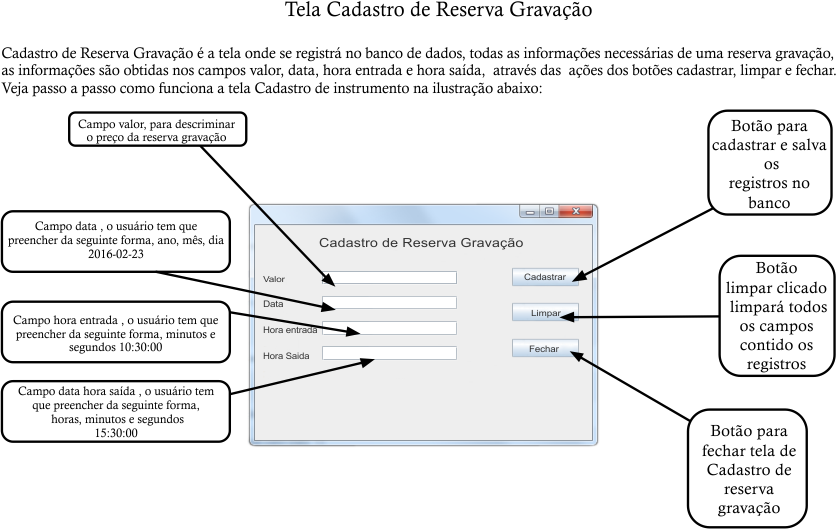 Tela Cadastro de Reserva Gravação
Cadastro de Reserva Gravação é a tela onde se registrá no banco de dados, todas as informações necessárias de uma reserva gravação,
as informações são obtidas nos campos valor, data, hora entrada e hora saída, através das ações dos botões cadastrar, limpar e fechar.
Veja passo a passo como funciona a tela Cadastro de instrumento na ilustração abaixo:
Campo valor, para descriminar
o preço da reserva gravação
Campo data , o usuário tem que
preencher da seguinte forma, ano, mês, dia
2016-02-23
Campo hora entrada , o usuário tem que
preencher da seguinte forma, minutos e
segundos 10:30:00
Campo data hora saída , o usuário tem
que preencher da seguinte forma,
horas, minutos e segundos
15:30:00
Cadastro de Reserva Gravação
Valor
Data
Hora entrada
Hora Saida
Cadastrar
Limpar
Fechar
Botão para
cadastrar e salva
os
registros no
banco
Botão
limpar clicado
limpará todos
os campos
contido os
registros
Botão para
fechar tela de
Cadastro de
reserva
gravação